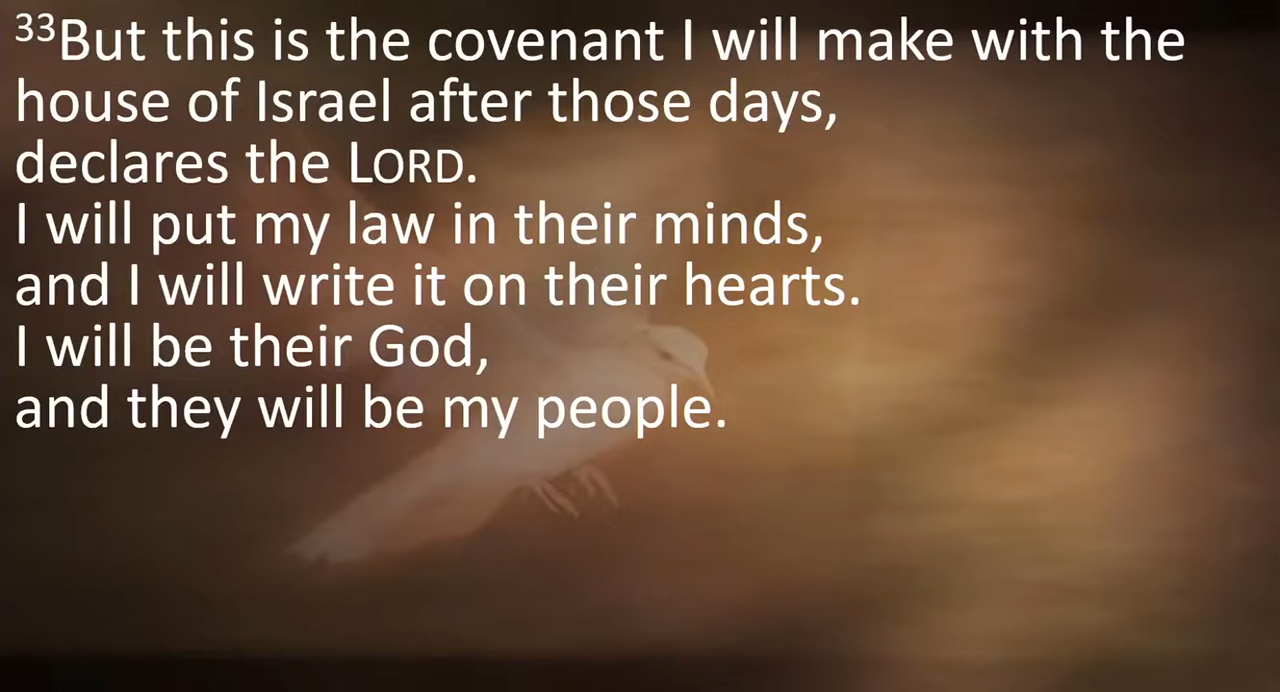 33But this is the covenant I will make with the
house of Israel after those days,
declares the LORD.
I will put my law in their minds,
and I will write it on their hearts.
I will be their God,
and they will be my people.